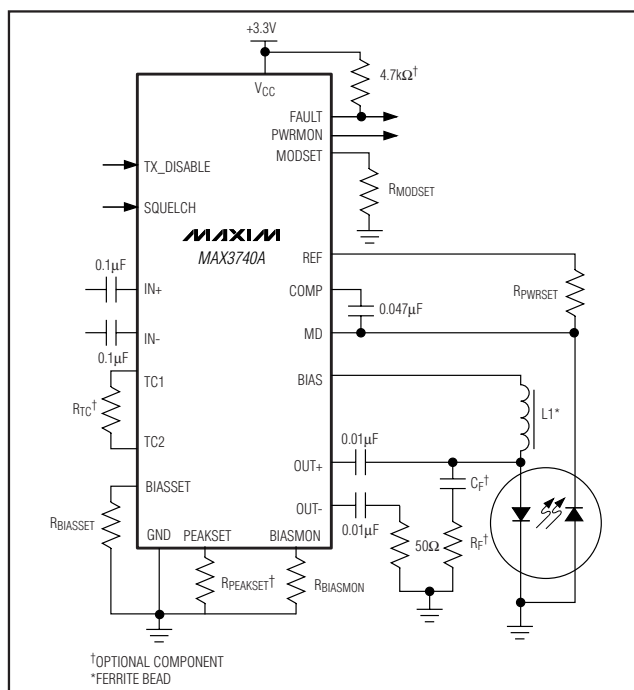 +3.3V
4.7kΩ†
VCC
FAULT
PWRMON
MODSET
TX_DISABLE
RMODSET
SQUELCH
MAXIM
MAX3740A
REF
0.1µF
COMP
RPWRSET
IN+
0.047µF
MD
IN-
0.1µF
BIAS
TC1
L1*
RTC†
0.01µF
TC2
OUT+
CF†
BIASSET
OUT-
RBIASSET
0.01µF
50Ω
RF†
GND PEAKSET BIASMON
RPEAKSET†
RBIASMON
†OPTIONAL COMPONENT
*FERRITE BEAD